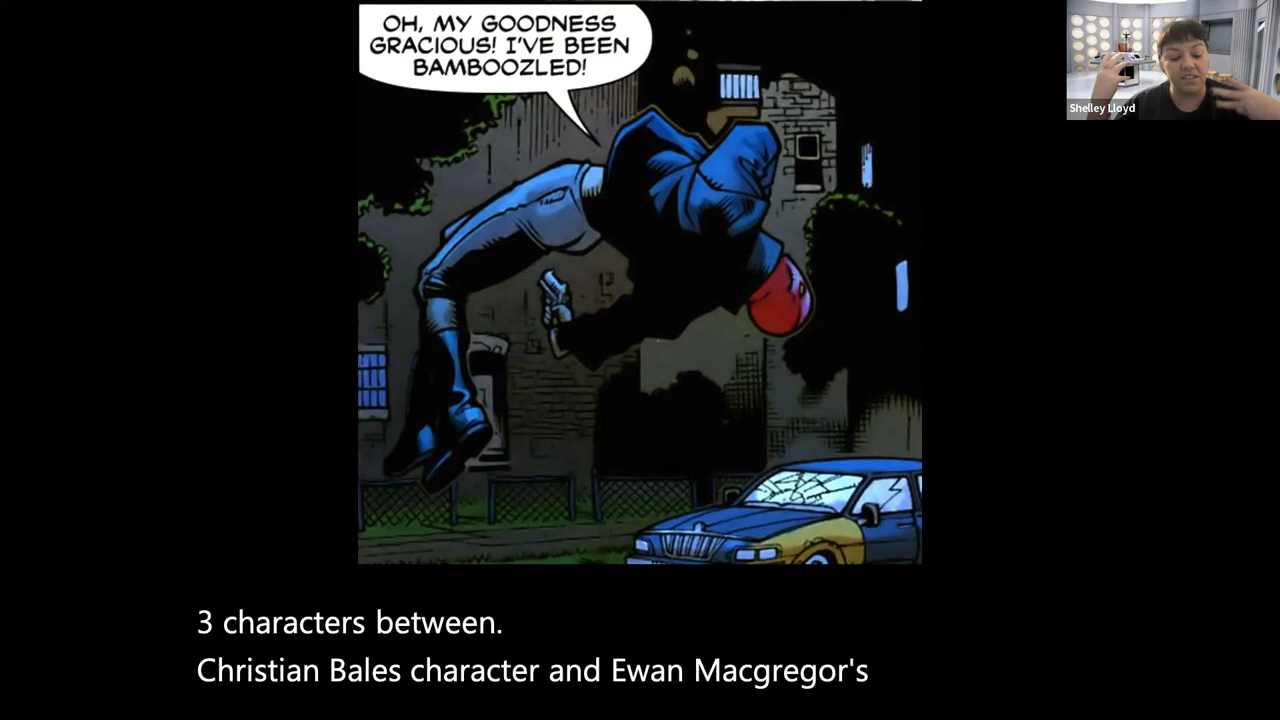 OH, MY GOODNESS
GRACIOUS! I'VE BEEN
BAMBOOZLED!
Shelley Lloyd
3 characters between.
Christian Bales character and Ewan Macgregor's